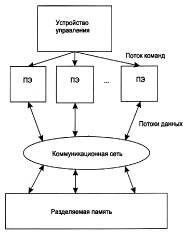 Устройство
управления
Поток команд
ПЭ ПЭ ... ПЭ
Потоки данных
Коммуникационная сеть
Разделяемая память